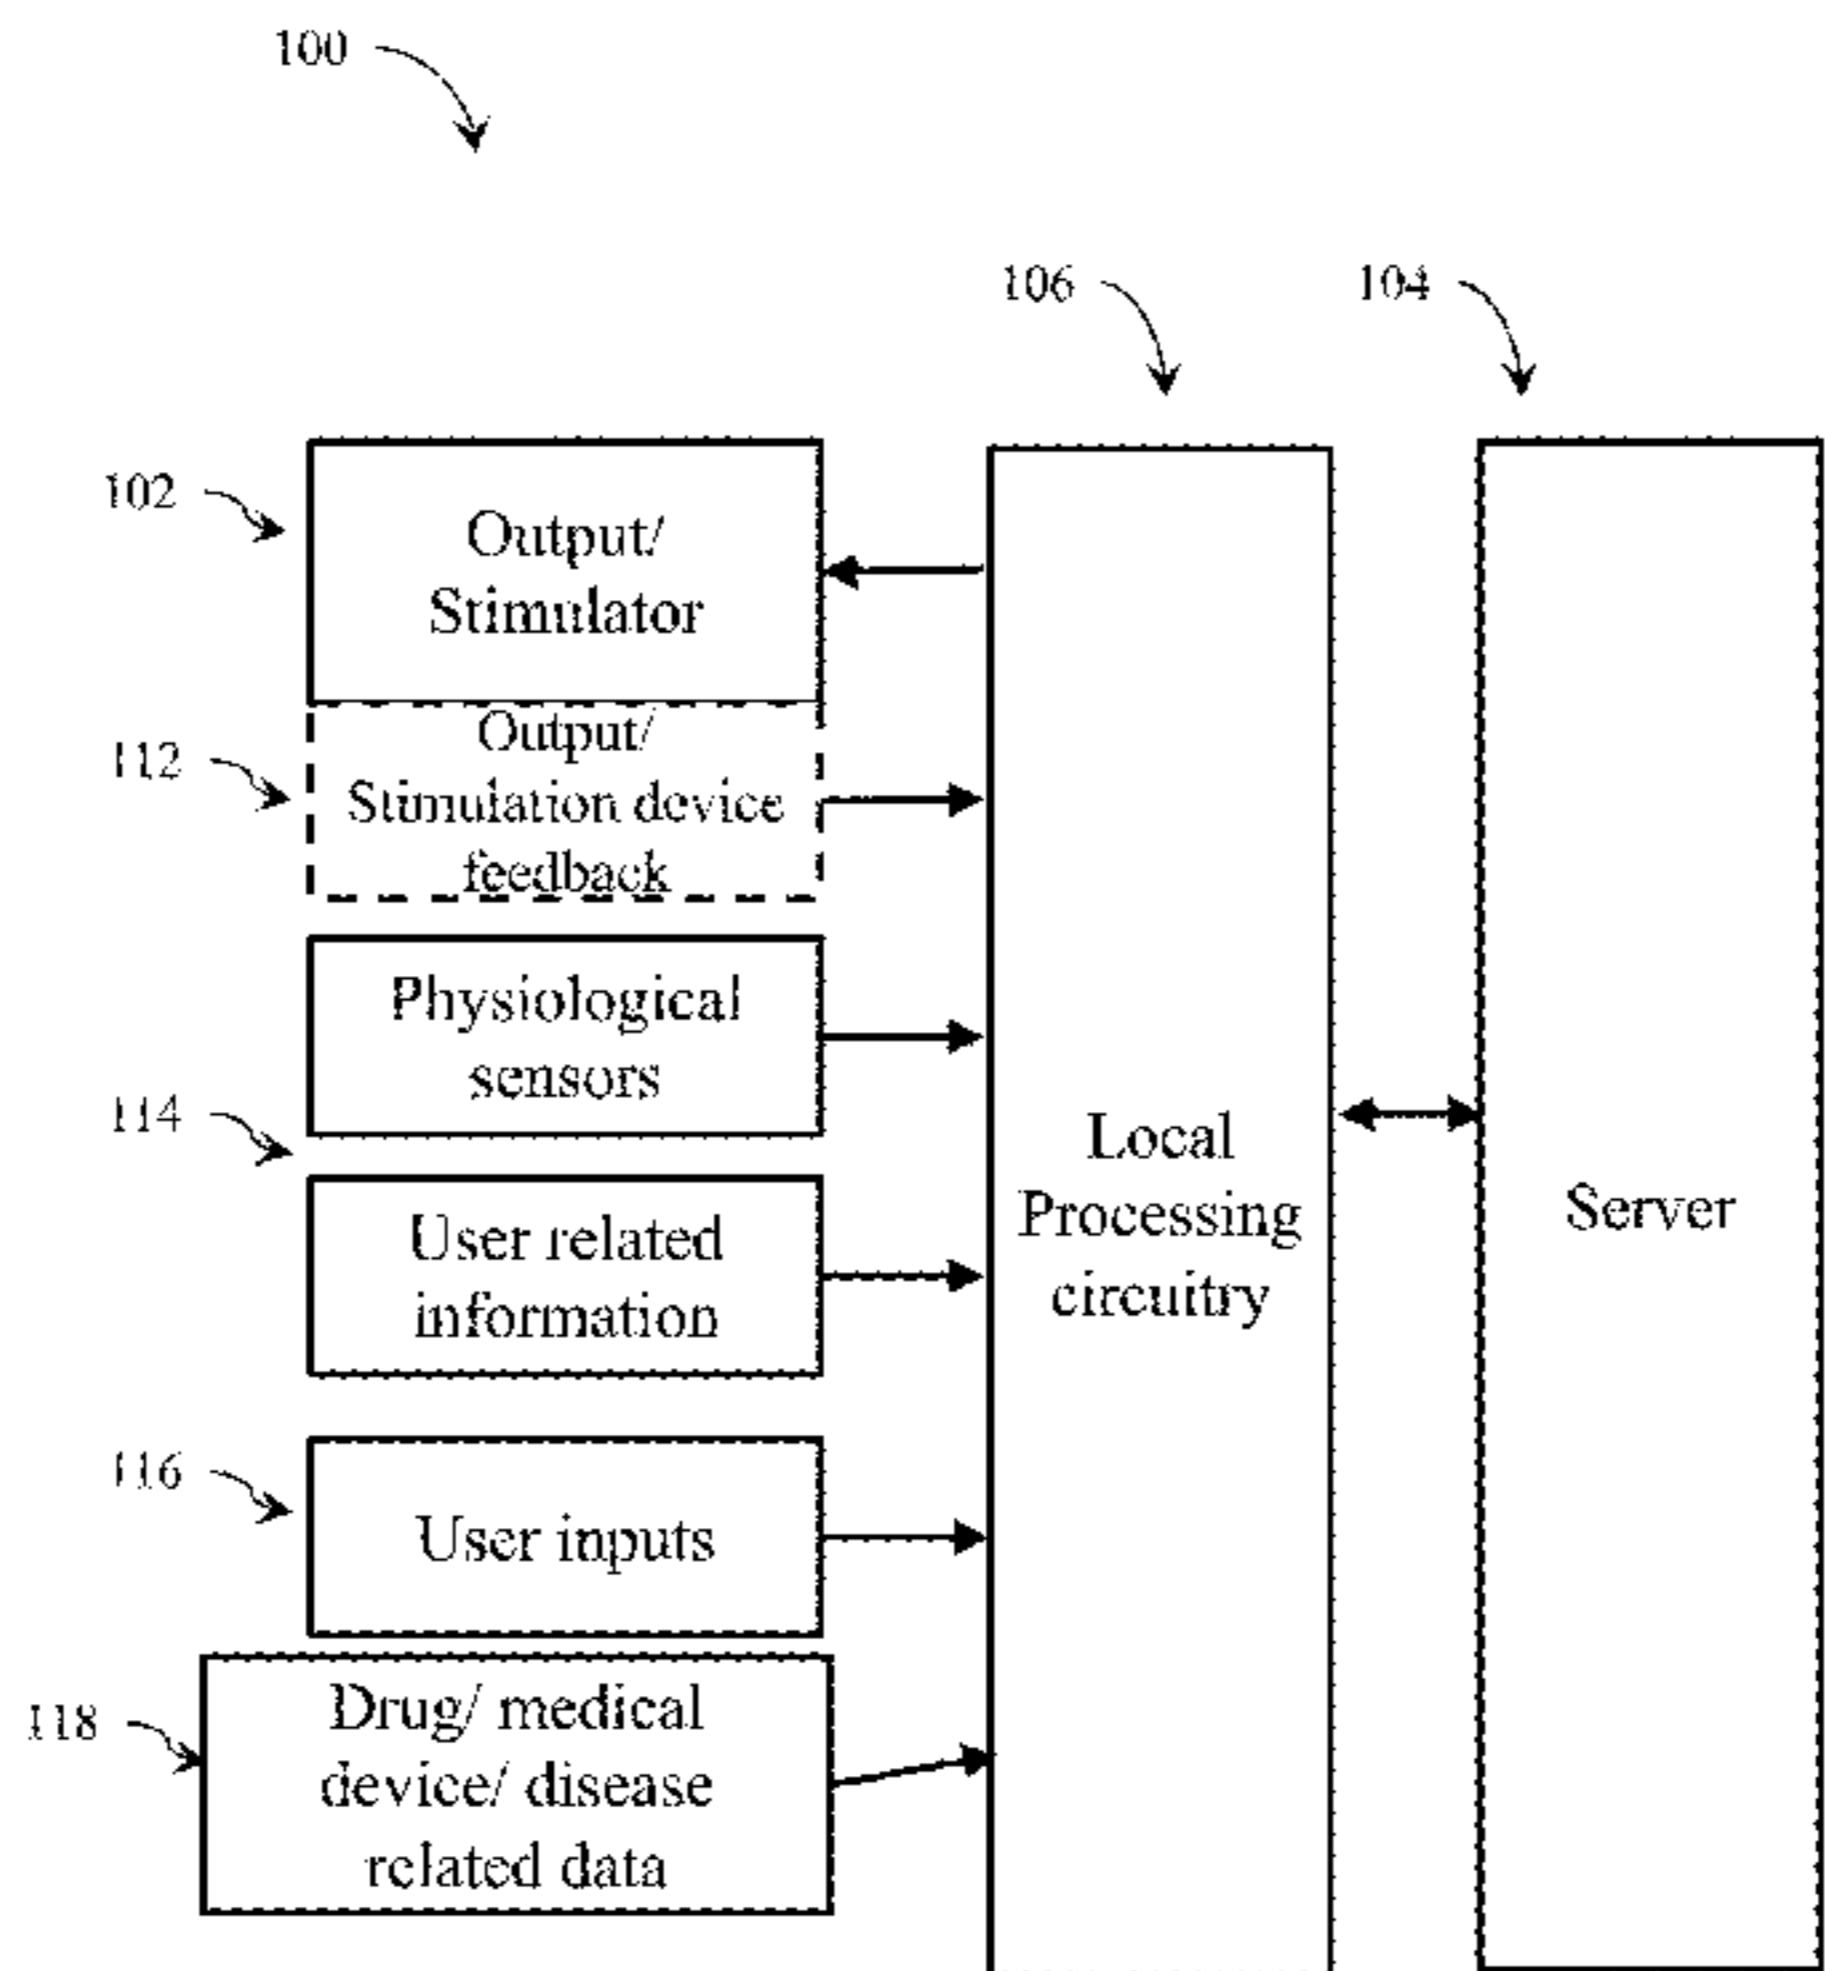 100
106
104
102
Output/
Stimulator
112
Output/
Stimulation device
feedback
Physiological
sensors
114
User related
information
Local
Processing
circuitry
Server
116
User inputs
118
Drug/ medical
device/ disease
related data